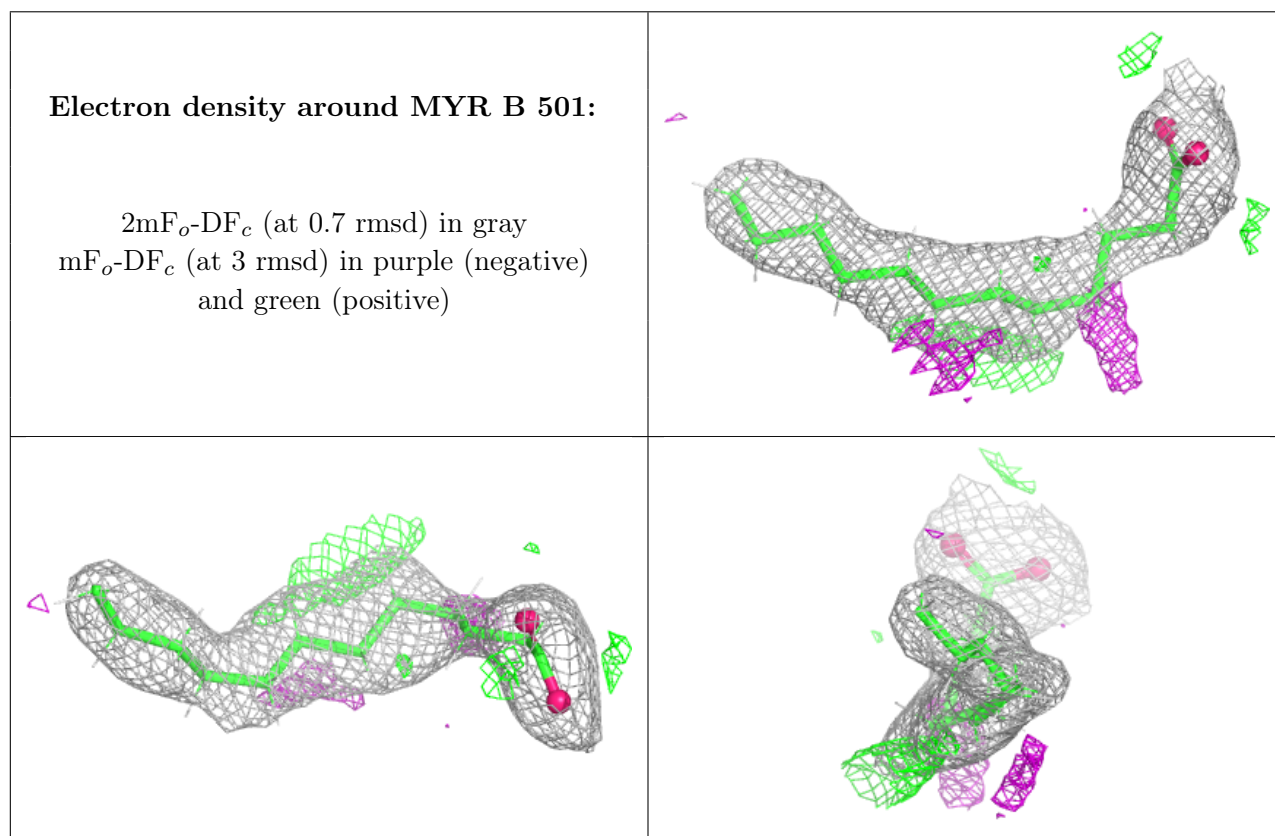 Electron density around MYR B 501:
2mFo-DFc (at 0.7 rmsd) in gray
mFo-DFc (at 3 rmsd) in purple (negative)
and green (positive)